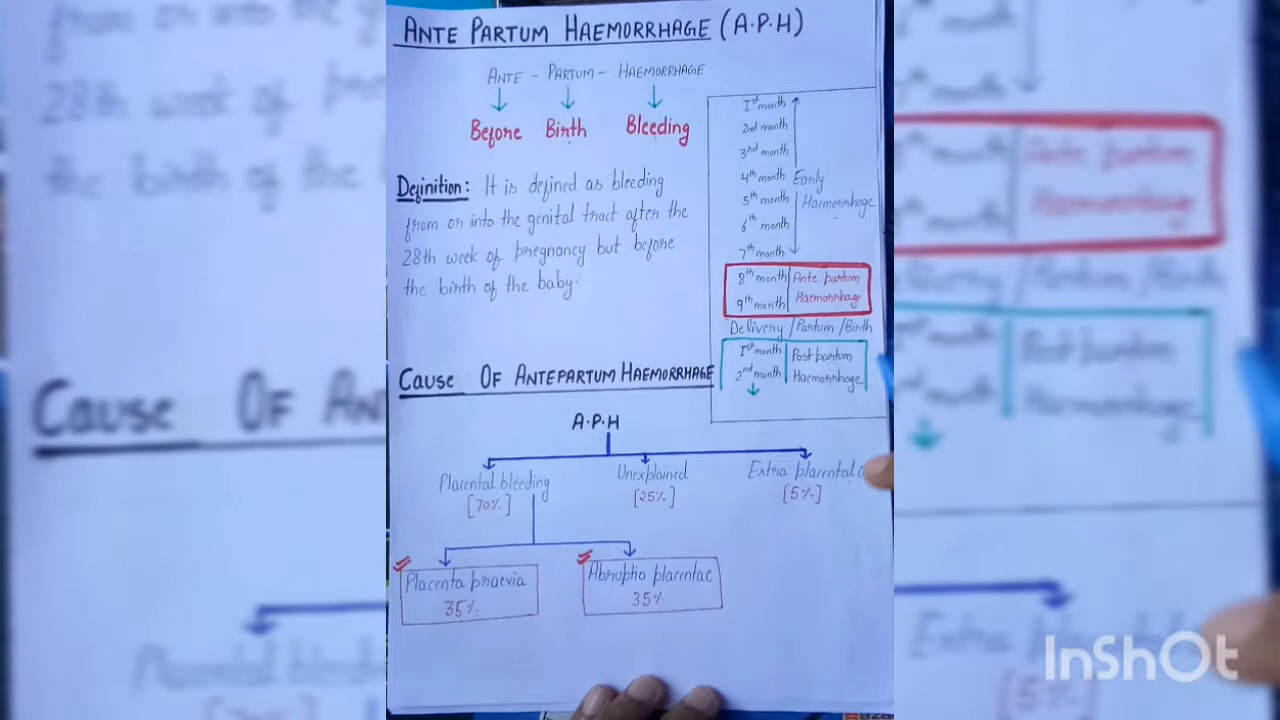 ANTE PARTUM HAEMORRHAGE (A.P.H)
ANTE - PARTUM - HAEMORRHAGE
Before Birth Bleeding
Definition: It is defined as bleeding
from or into the genital tract after the
28th week of pregnancy but before
the birth of the baby.
1st month
2nd month
3rd month
4th month Early
5th month Haemorrhage
6th month
7th month
8th month Ante partum
9th month Haemorrhage
Delivery / Partum / Birth
1st month Post partum
2nd month Haemorrhage
CAUSE OF ANTEPARTUM HAEMORRHAGE
A.P.H
Placental bleeding Unexplained Extra placental
[70%] [25%] [5%]
Placenta praevia Abruptio placentae
35% 35%
InShOt